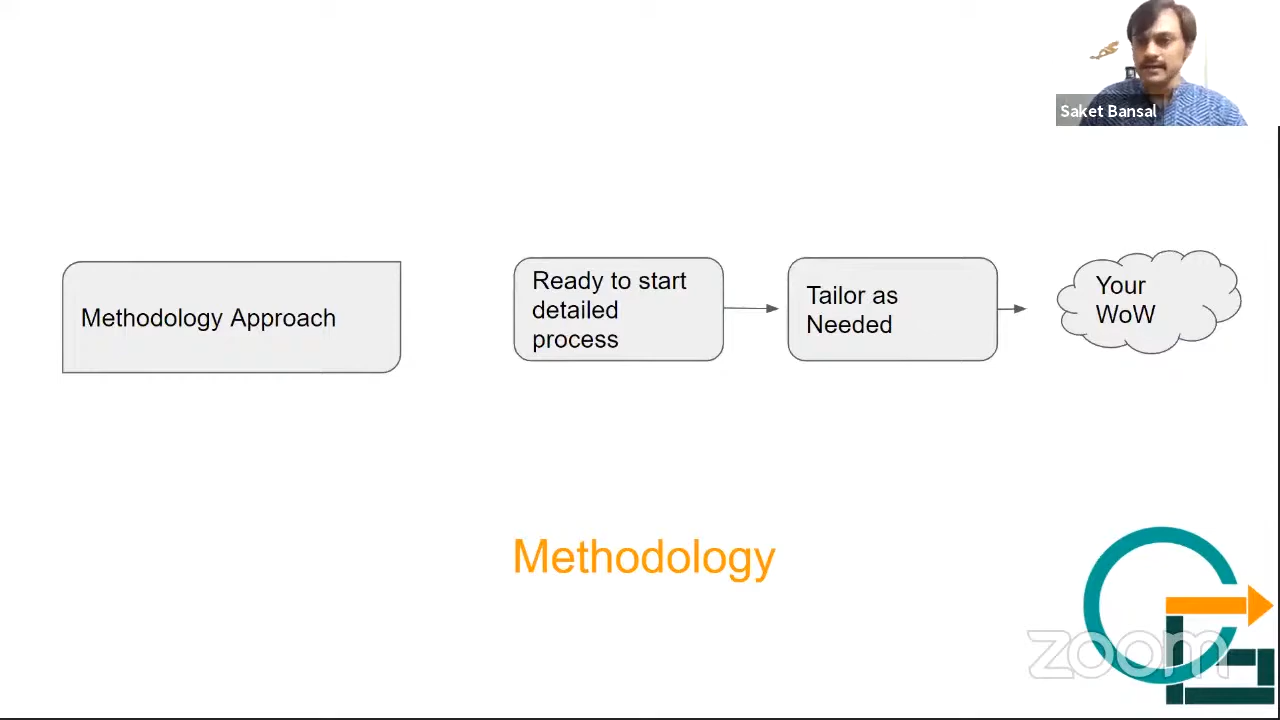 Saket Bansal
Methodology Approach
Ready to start
detailed
process
Tailor as
Needed
Your
WoW
Methodology
zoom